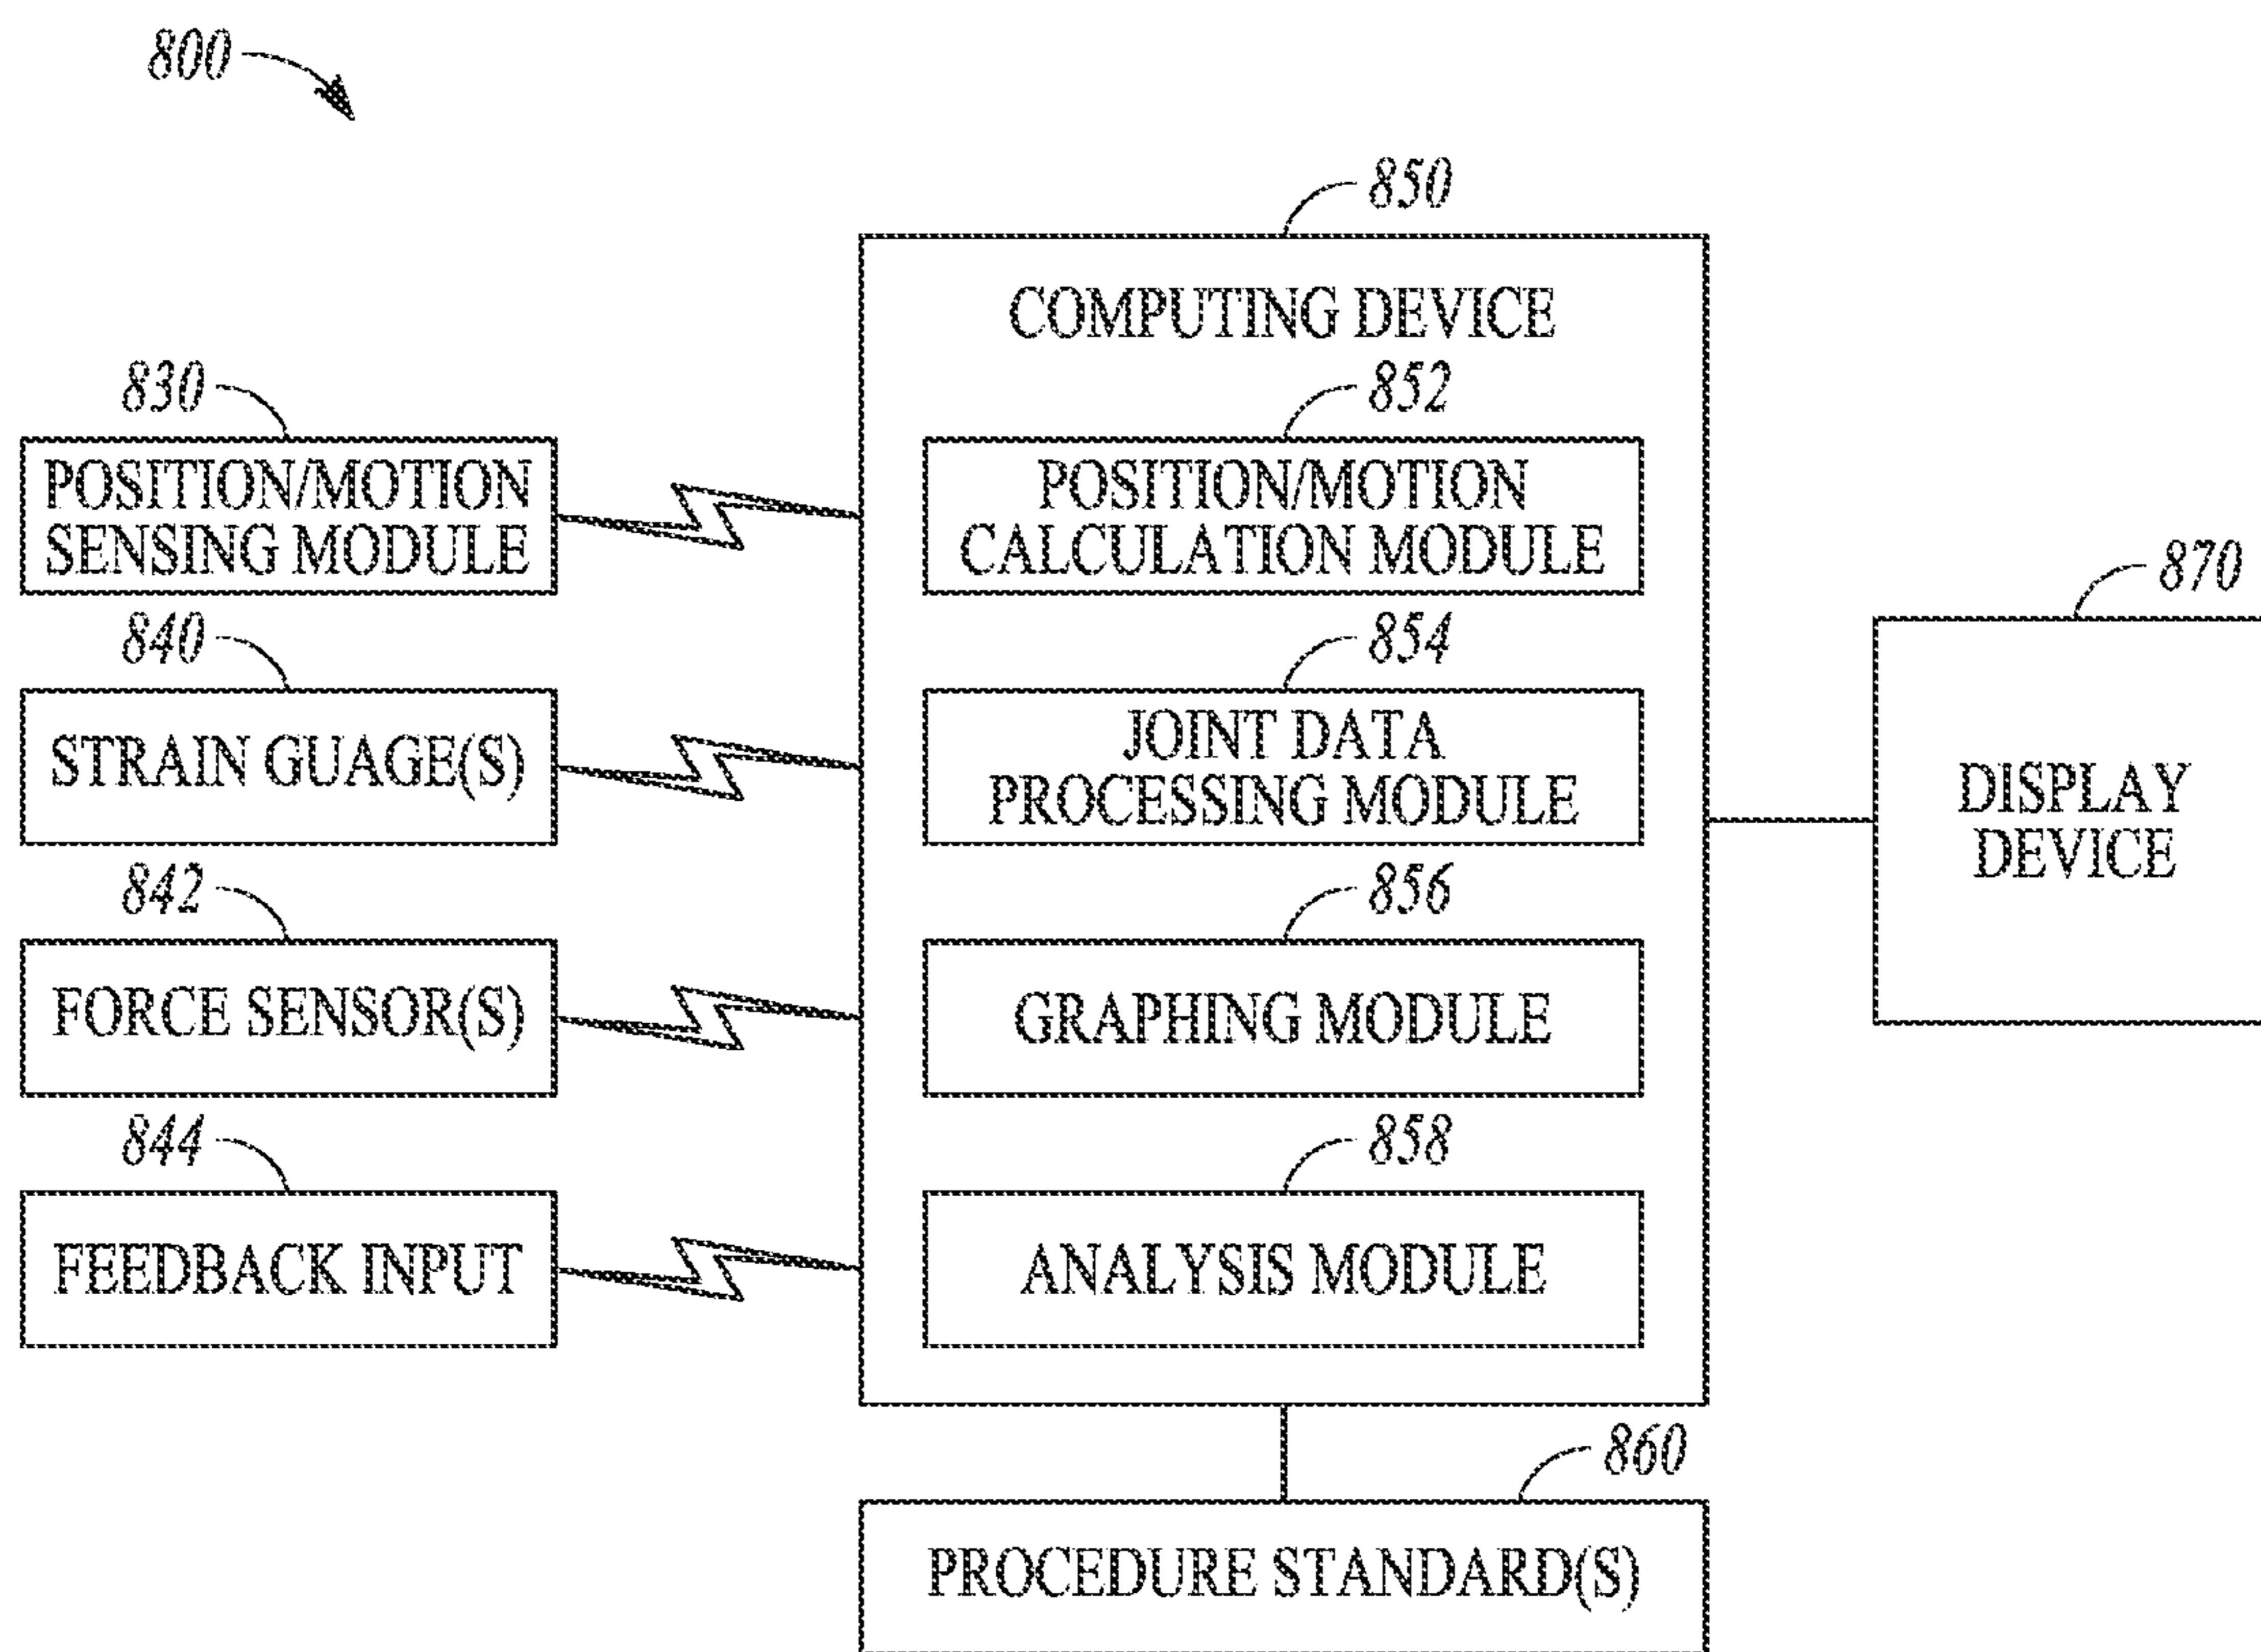 800
850
COMPUTING DEVICE
830
POSITION/MOTION
SENSING MODULE
852
POSITION/MOTION
CALCULATION MODULE
840
STRAIN GUAGE(S)
854
JOINT DATA
PROCESSING MODULE
870
DISPLAY
DEVICE
842
FORCE SENSOR(S)
856
GRAPHING MODULE
844
FEEDBACK INPUT
858
ANALYSIS MODULE
860
PROCEDURE STANDARD(S)